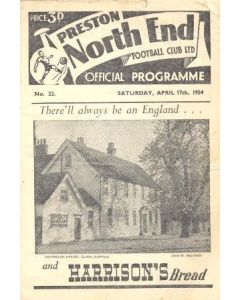 PRICE 3D
PRESTON
North End
FOOTBALL CLUB LTD
OFFICIAL PROGRAMME
No. 22. SATURDAY, APRIL 17th, 1954
There'll always be an England . . .
and HARRISON'S Bread